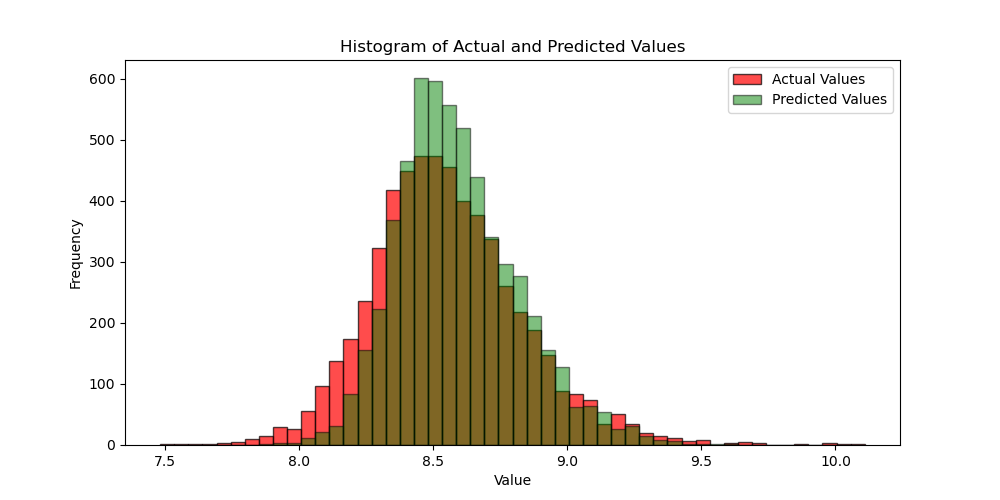 Histogram of Actual and Predicted Values
Actual Values
Predicted Values
Frequency
600
500
400
300
200
100
0
7.5
8.0
8.5
9.0
9.5
10.0
Value